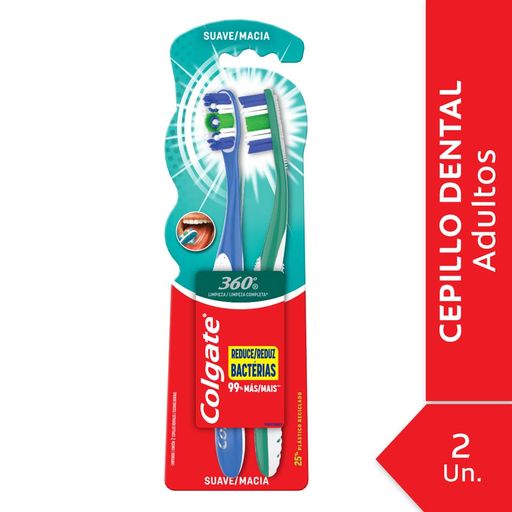 SUAVE/MACIA
360°
LIMPIEZA / LIMPEZA COMPLETA*
Colgate
REDUCE/REDUZ
BACTÉRIAS
99% MÁS/MAIS**
25% PLÁSTICO RECICLADO
SUAVE/MACIA
CEPILLO DENTAL
Adultos
2
Un.